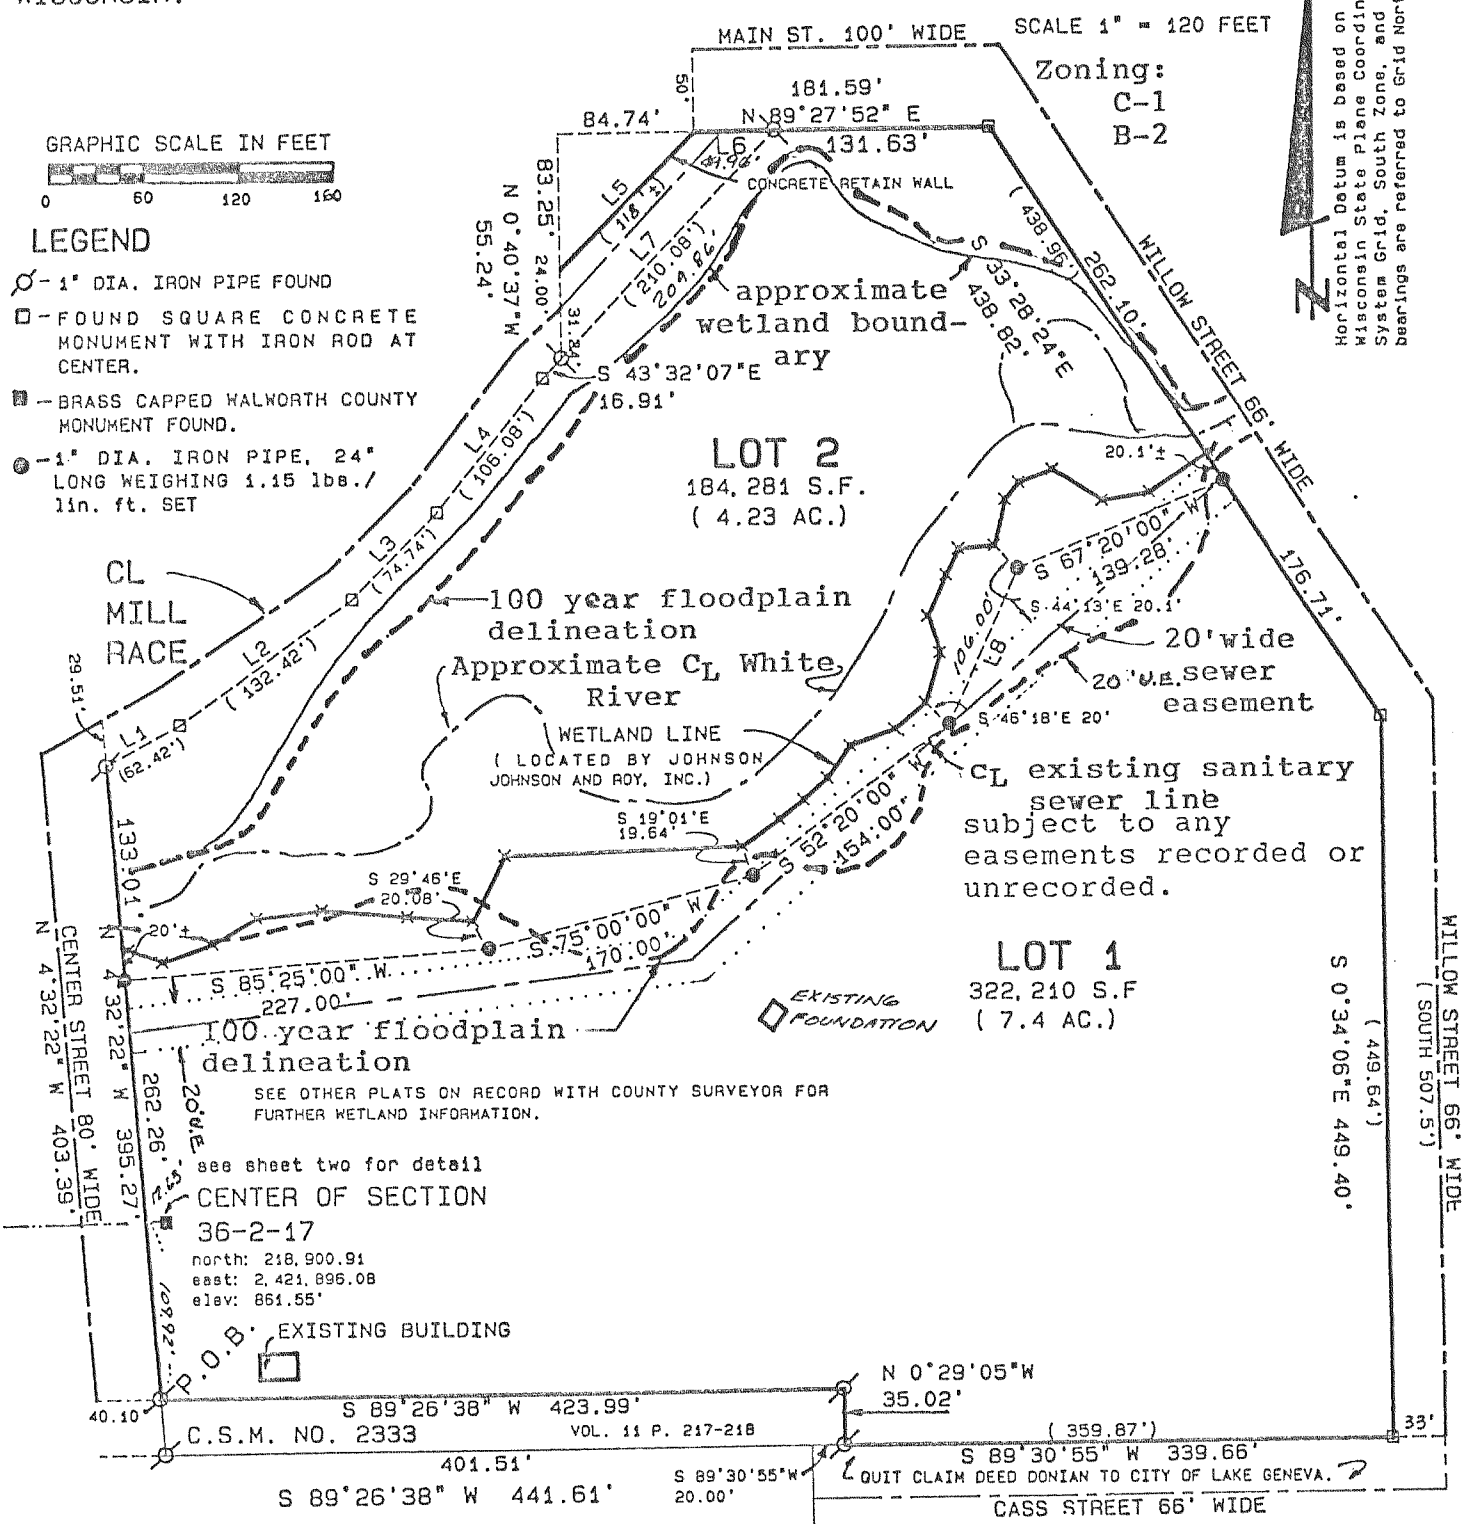 MAIN ST. 100' WIDE
SCALE 1" = 120 FEET
Zoning:
C-1
B-2
Horizontal Datum is based on
Wisconsin State Plane
System Grid, South Zone, and
bearings are referred to Grid
N
GRAPHIC SCALE IN FEET
0 60 120 160
LEGEND
- 1" DIA. IRON PIPE FOUND
- FOUND SQUARE CONCRETE
MONUMENT WITH IRON ROD AT
CENTER.
- BRASS CAPPED WALWORTH COUNTY
MONUMENT FOUND.
- 1" DIA. IRON PIPE, 24"
LONG WEIGHING 1.15 lbs./
lin. ft. SET
50'
84.74'
181.59'
N 89°27'52" E
131.63'
L6
49.96'
CONCRETE RETAIN WALL
83.25'
N 0°40'37"W
55.24'
24.00'
31.24'
L5
(118'±)
L7
(210.08')
209.86'
approximate
wetland bound-
ary
S 43°32'07"E
16.91'
(438.96')
262.10'
S 33°28'24"E
438.82'
WILLOW STREET 66' WIDE
176.71'
LOT 2
184,281 S.F.
( 4.23 AC.)
20.1'±
L4
(106.08')
L3
(74.74')
L2
(132.42')
L1
(62.42')
29.51'
CL
MILL
RACE
100 year floodplain
delineation
Approximate CL White
River
WETLAND LINE
( LOCATED BY JOHNSON
JOHNSON AND ROY, INC.)
S 67°20'00" W
139.28'
S 44°13'E 20.1'
106.00'
L8
20'wide
sewer
easement
20' U.E.
S 46°18'E 20'
CL existing sanitary
sewer line
subject to any
easements recorded or
unrecorded.
S 52°20'00" W
154.00'
S 19°01'E
19.64'
S 29°46'E
20.08'
S 75°00'00" W
170.00'
S 85°25'00" W
227.00'
20'±
133.01'
N 4°32'22" W 395.27'
262.26'
CENTER STREET 80' WIDE
N 4°32'22" W 403.39'
100 year floodplain
delineation
20' U.E
SEE OTHER PLATS ON RECORD WITH COUNTY SURVEYOR FOR
FURTHER WETLAND INFORMATION.
LOT 1
322,210 S.F
( 7.4 AC.)
EXISTING
FOUNDATION
S 0°34'06"E 449.40'
(449.64')
(SOUTH 507.5')
WILLOW STREET 66' WIDE
see sheet two for detail
CENTER OF SECTION
36-2-17
north: 218,900.91
east: 2,421,896.08
elev: 861.55'
109.92'
P.O.B.
EXISTING BUILDING
40.10'
S 89°26'38" W 423.99'
C.S.M. NO. 2333
VOL. 11 P. 217-218
401.51'
S 89°26'38" W 441.61'
N 0°29'05"W
35.02'
(359.87')
S 89°30'55" W 339.66'
33'
S 89°30'55"W
20.00'
QUIT CLAIM DEED DONIAN TO CITY OF LAKE GENEVA.
CASS STREET 66' WIDE